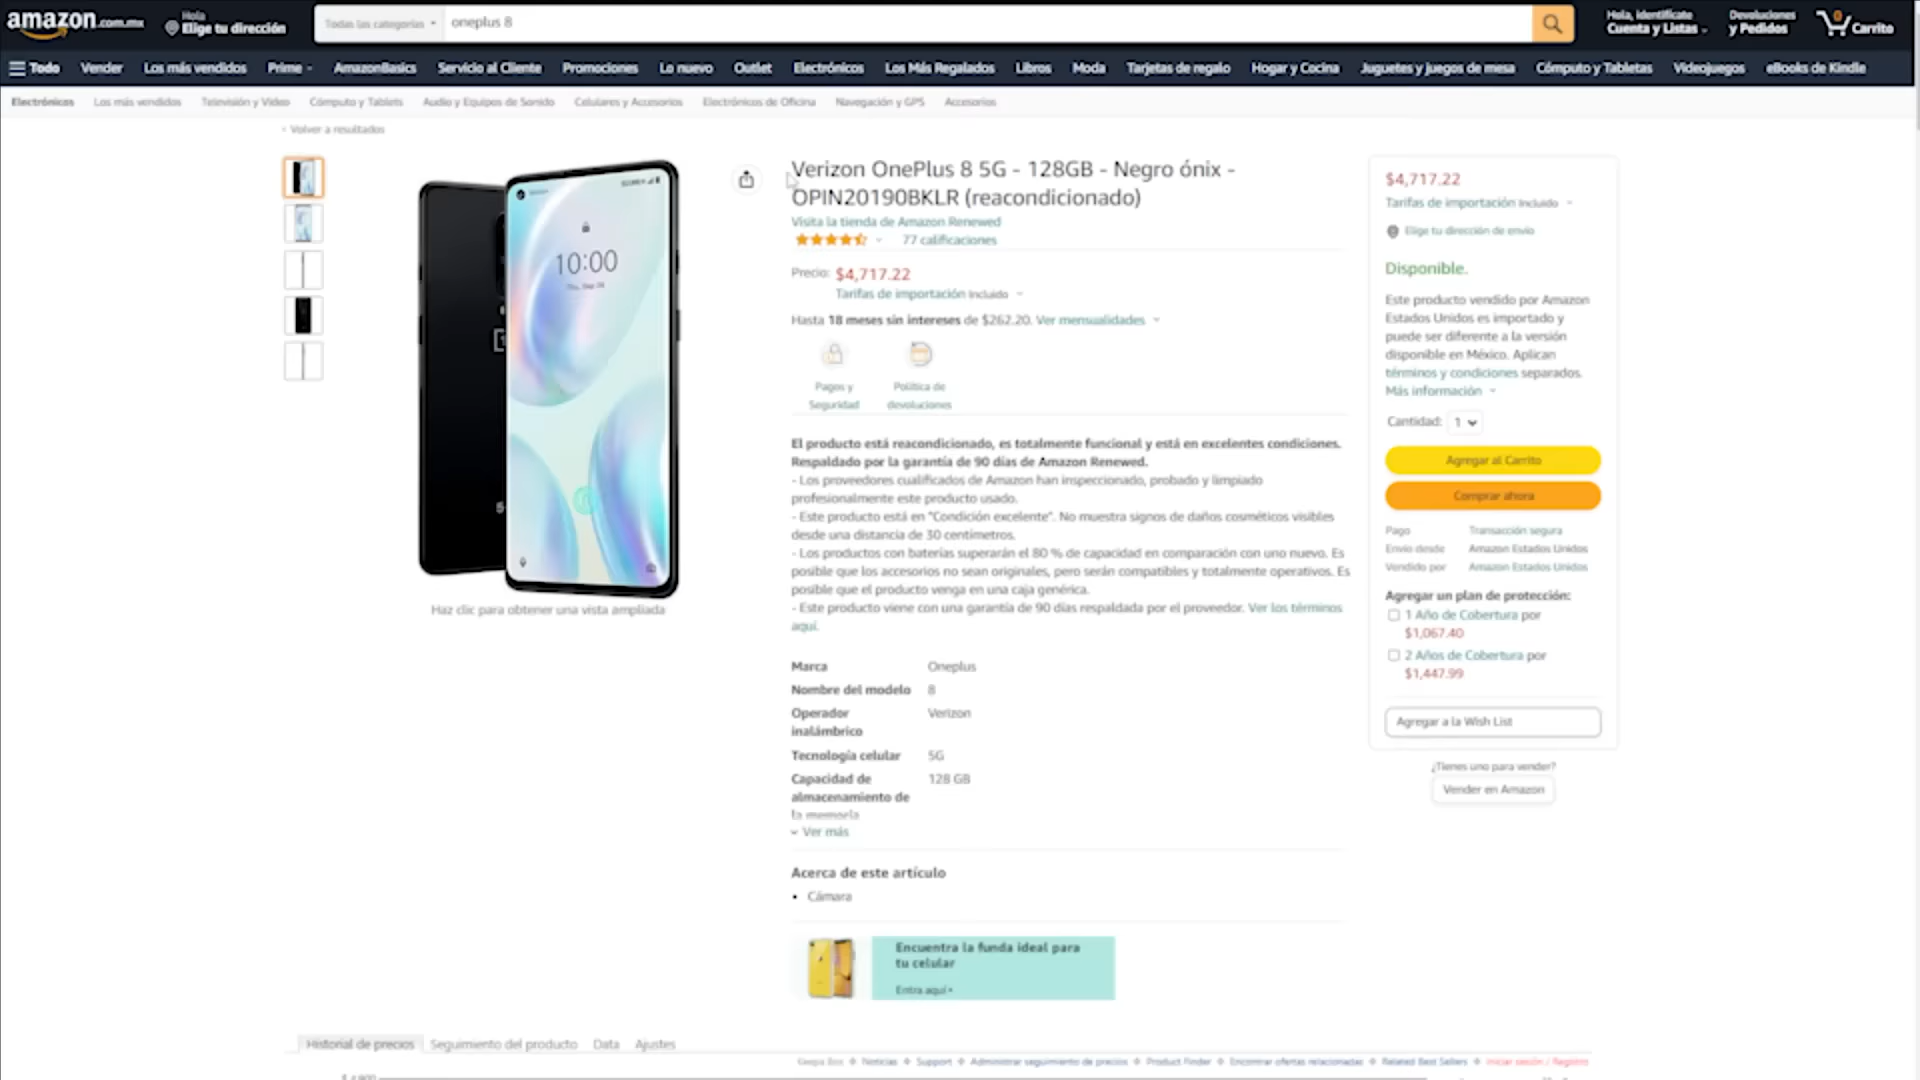 amazon.com.mx
Hola
Elige tu dirección
Todas las categorías
oneplus 8
Hola, Identifícate
Cuenta y Listas
Devoluciones
y Pedidos
0
Carrito
Todo
Vender
Los más vendidos
Prime
AmazonBasics
Servicio al Cliente
Promociones
Lo nuevo
Outlet
Electrónicos
Los Más Regalados
Libros
Moda
Tarjetas de regalo
Hogar y Cocina
Juguetes y juegos de mesa
Cómputo y Tabletas
Videojuegos
eBooks de Kindle
Electrónicos
Los más vendidos
Televisión y Video
Cómputo y Tablets
Audio y Equipos de Sonido
Celulares y Accesorios
Electrónicos de Oficina
Navegación y GPS
Accesorios
‹ Volver a resultados
10:00
Haz clic para obtener una vista ampliada
Verizon OnePlus 8 5G - 128GB - Negro ónix -
OPIN20190BKLR (reacondicionado)
Visita la tienda de Amazon Renewed
77 calificaciones
Precio: $4,717.22
Tarifas de importación Incluido
Hasta 18 meses sin intereses de $262.20. Ver mensualidades
Pagos y
Seguridad
Política de
devoluciones
El producto está reacondicionado, es totalmente funcional y está en excelentes condiciones.
Respaldado por la garantía de 90 días de Amazon Renewed.
- Los proveedores cualificados de Amazon han inspeccionado, probado y limpiado
profesionalmente este producto usado.
- Este producto está en "Condición excelente". No muestra signos de daños cosméticos visibles
desde una distancia de 30 centímetros.
- Los productos con baterías superarán el 80 % de capacidad en comparación con uno nuevo. Es
posible que los accesorios no sean originales, pero serán compatibles y totalmente operativos. Es
posible que el producto venga en una caja genérica.
- Este producto viene con una garantía de 90 días respaldada por el proveedor. Ver los términos
aquí.
Marca Oneplus
Nombre del modelo 8
Operador Verizon
inalámbrico
Tecnología celular 5G
Capacidad de 128 GB
almacenamiento de
la memoria
Ver más
Acerca de este artículo
• Cámara
Encuentra la funda ideal para
tu celular
Entra aquí
$4,717.22
Tarifas de importación Incluido
Elige tu dirección de envío
Disponible.
Este producto vendido por Amazon
Estados Unidos es importado y
puede ser diferente a la versión
disponible en México. Aplican
términos y condiciones separados.
Más información
Cantidad: 1
Agregar al Carrito
Comprar ahora
Pago Transacción segura
Envío desde Amazon Estados Unidos
Vendido por Amazon Estados Unidos
Agregar un plan de protección:
1 Año de Cobertura por
$1,067.40
2 Años de Cobertura por
$1,447.99
Agregar a la Wish List
¿Tienes uno para vender?
Vender en Amazon
Historial de precios
Seguimiento del producto
Data
Ajustes
Keepa Box
Noticias
Support
Administrar seguimiento de precios
Product Finder
Encontrar ofertas relacionadas
Related Best Sellers
Iniciar sesión / Registro